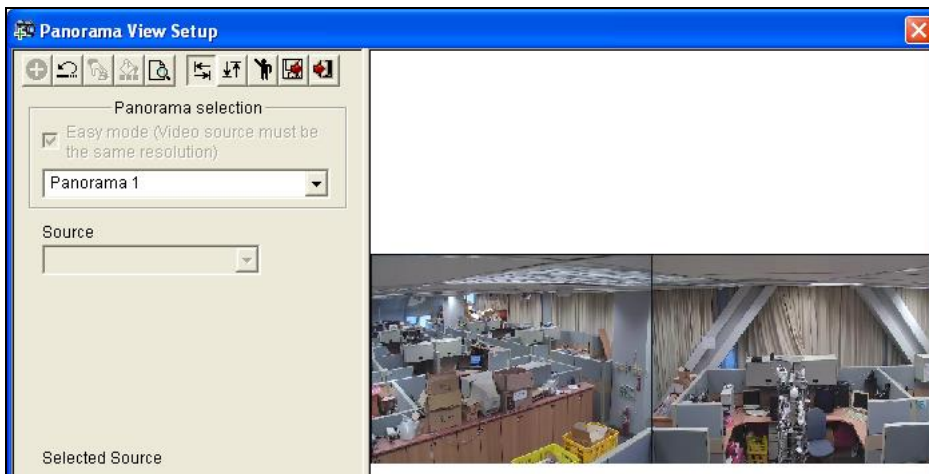 Panorama View Setup
Panorama selection
Easy mode (Video source must be
the same resolution)
Panorama 1
Source
Selected Source